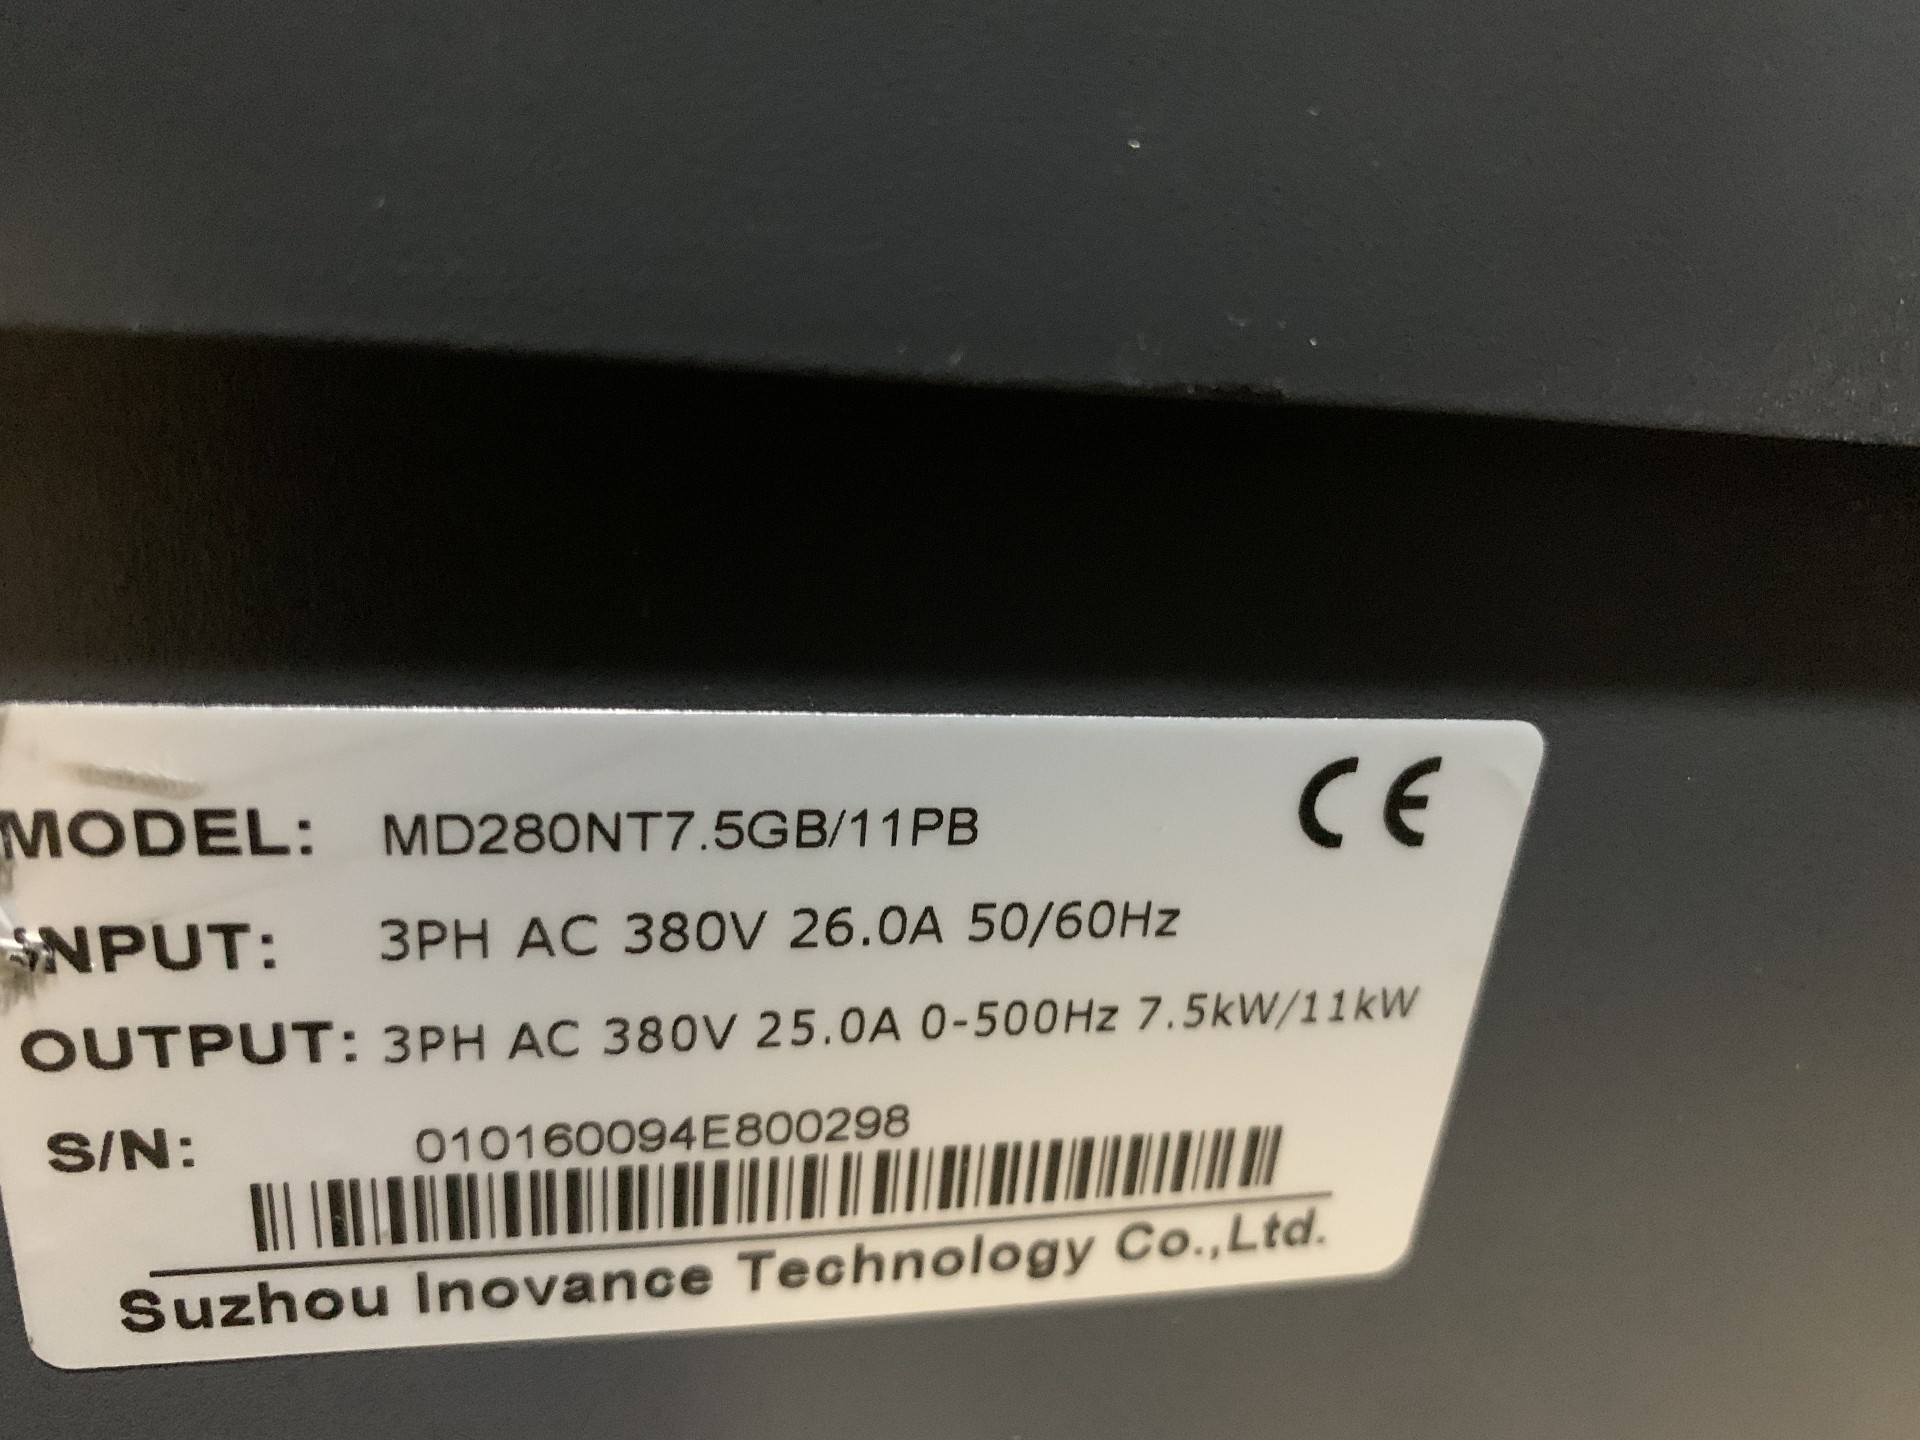 MODEL: MD280NT7.5GB/11PB CE
INPUT: 3PH AC 380V 26.0A 50/60Hz
OUTPUT: 3PH AC 380V 25.0A 0-500Hz 7.5kW/11kW
S/N: 010160094E800298
Suzhou Inovance Technology Co.,Ltd.